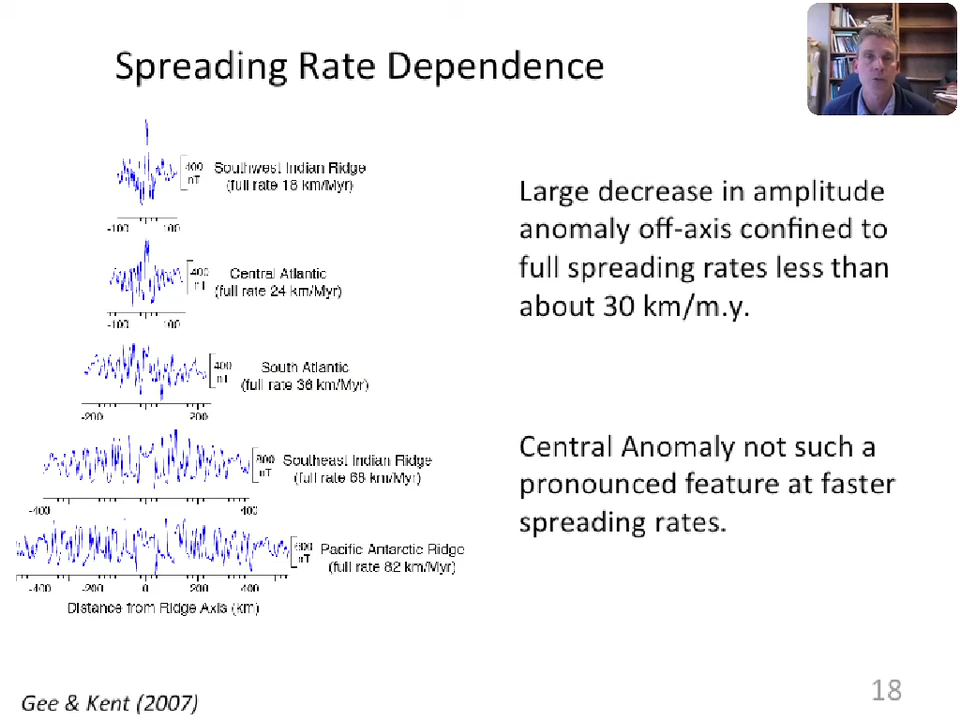 Spreading Rate Dependence
400
nT
Southwest Indian Ridge
(full rate 18 km/Myr)
-100 100
400
nT
Central Atlantic
(full rate 24 km/Myr)
-100 100
400
nT
South Atlantic
(full rate 36 km/Myr)
-200 200
nT
Southeast Indian Ridge
(full rate 68 km/Myr)
-400 400
nT
Pacific Antarctic Ridge
(full rate 82 km/Myr)
-400 -200 0 200 400
Distance from Ridge Axis (km)
Large decrease in amplitude
anomaly off-axis confined to
full spreading rates less than
about 30 km/m.y.
Central Anomaly not such a
pronounced feature at faster
spreading rates.
Gee & Kent (2007)
18